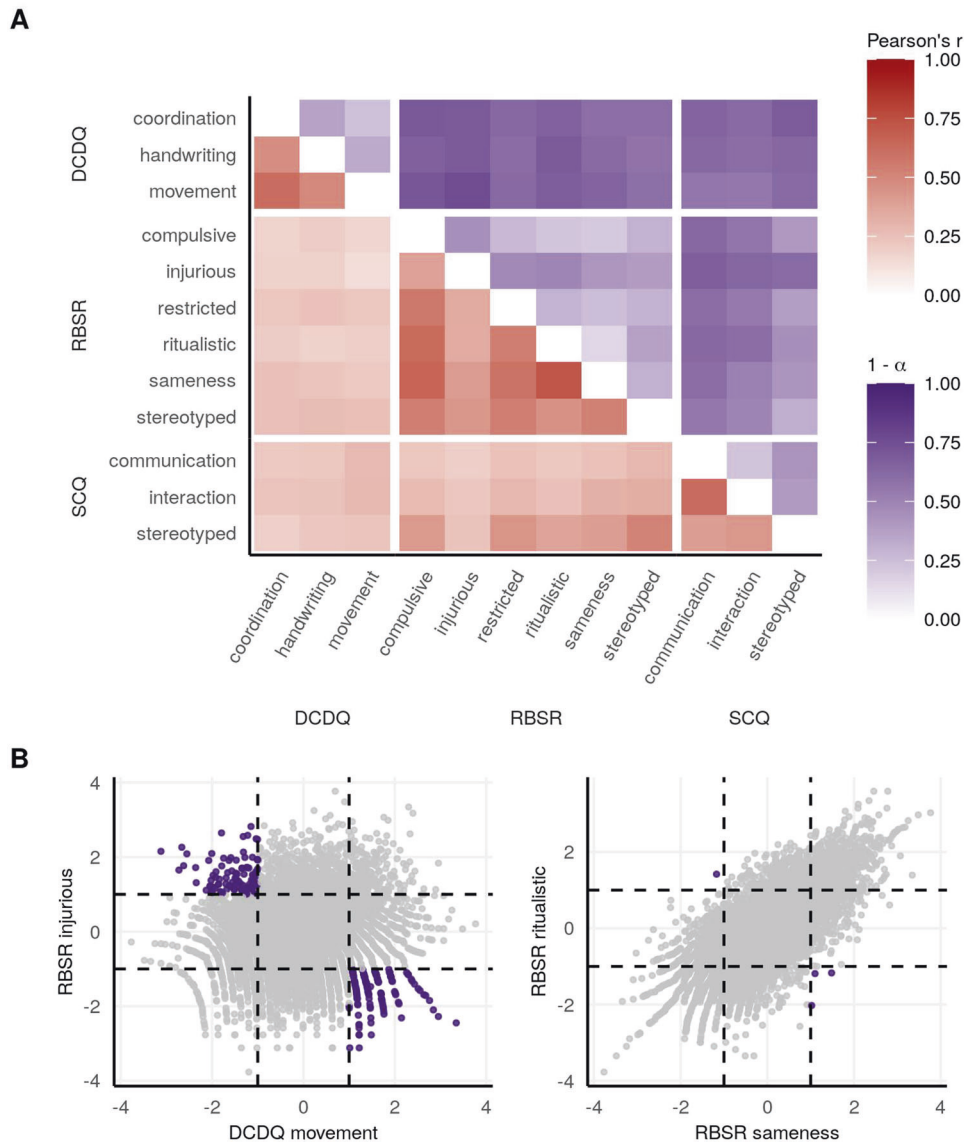 A
Pearson's r
1.00
0.75
0.50
0.25
0.00
1 - α
1.00
0.75
0.50
0.25
0.00
DCDQ
coordination
handwriting
movement
RBSR
compulsive
injurious
restricted
ritualistic
sameness
stereotyped
SCQ
communication
interaction
stereotyped
coordination
handwriting
movement
compulsive
injurious
restricted
ritualistic
sameness
stereotyped
communication
interaction
stereotyped
DCDQ RBSR SCQ
B
RBSR injurious
4
2
0
-2
-4
-4 -2 0 2 4
DCDQ movement
RBSR ritualistic
2
0
-2
-4
-4 -2 0 2 4
RBSR sameness